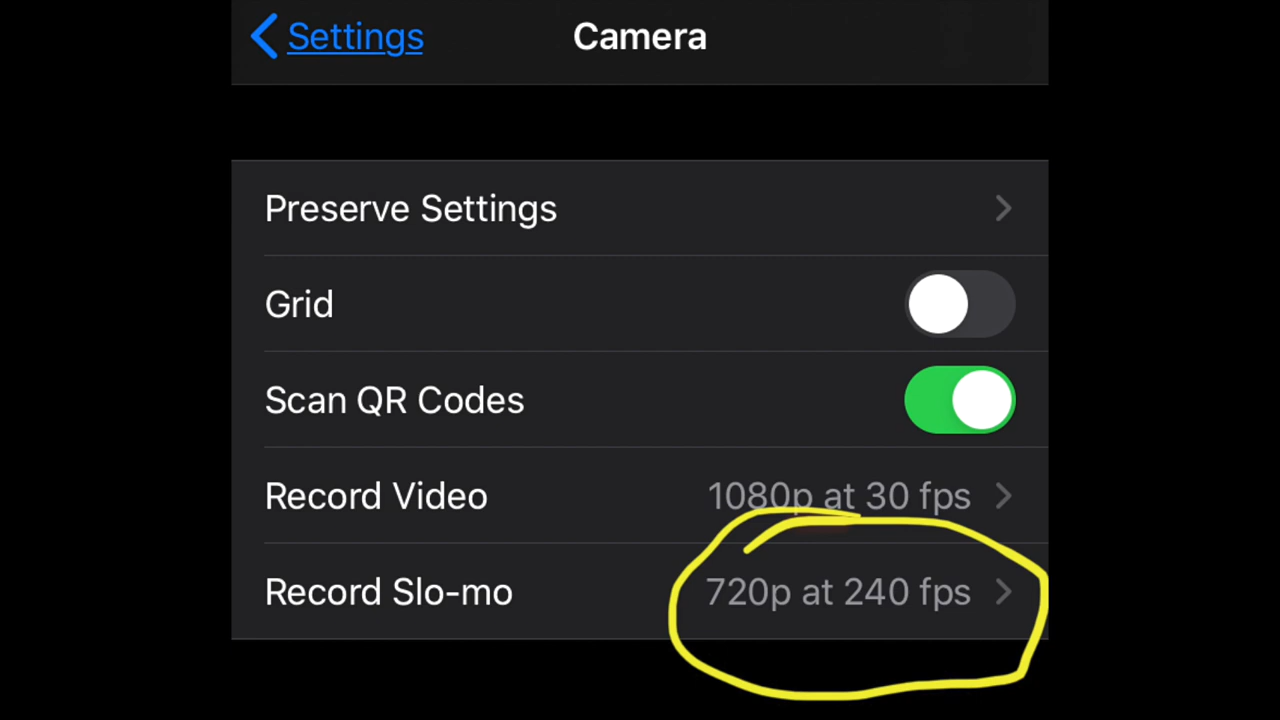 Settings Camera
Preserve Settings
Grid
Scan QR Codes
Record Video 1080p at 30 fps
Record Slo-mo 720p at 240 fps